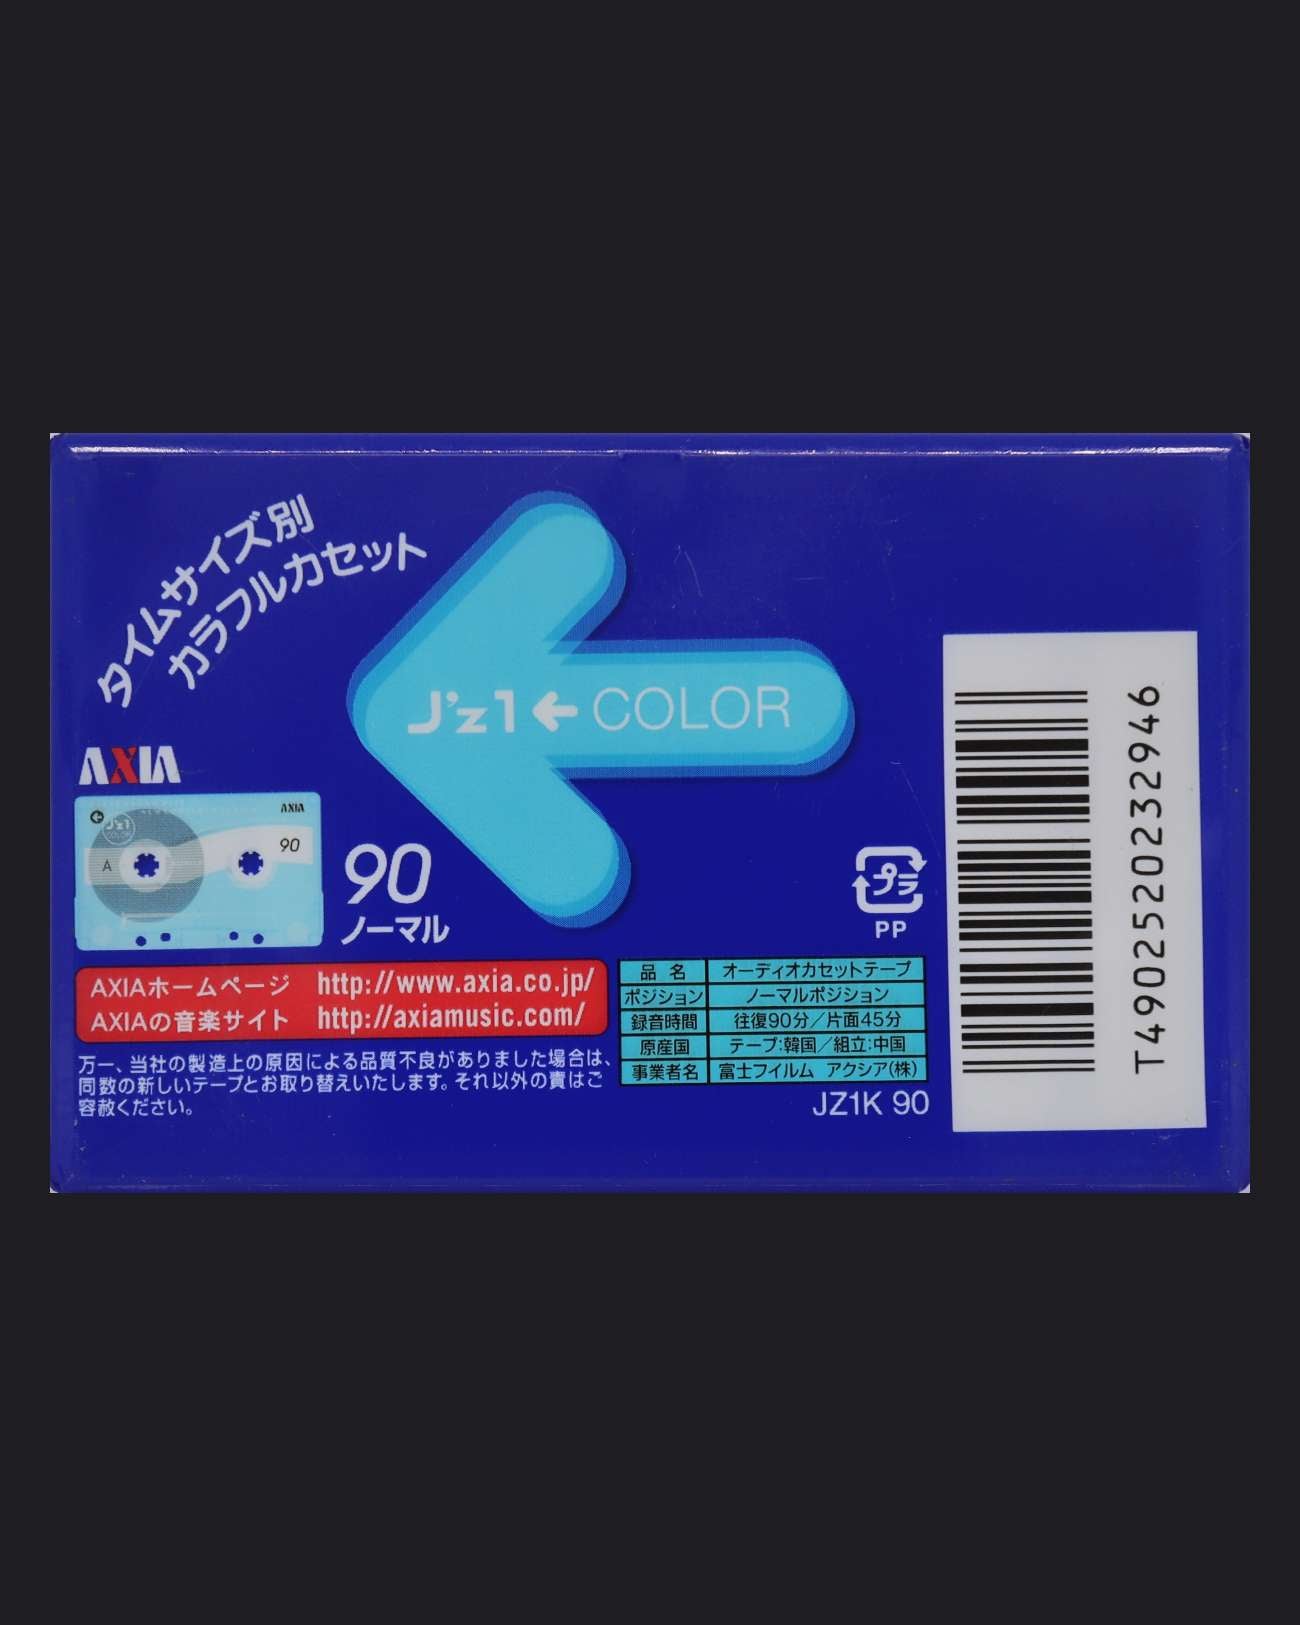 タイムサイズ別
カラフルカセット
J'z1 ← COLOR
AXIA
J'z1
COLOR
AXIA
90
A
90
ノーマル
プラ
PP
AXIAホームページ http://www.axia.co.jp/
AXIAの音楽サイト http://axiamusic.com/
万一、当社の製造上の原因による品質不良がありました場合は、
同数の新しいテープとお取り替えいたします。それ以外の責はご
容赦ください。
品 名 オーディオカセットテープ
ポジション ノーマルポジション
録音時間 往復90分/片面45分
原産国 テープ:韓国/組立:中国
事業者名 富士フイルム アクシア(株)
JZ1K 90
T4902520232946